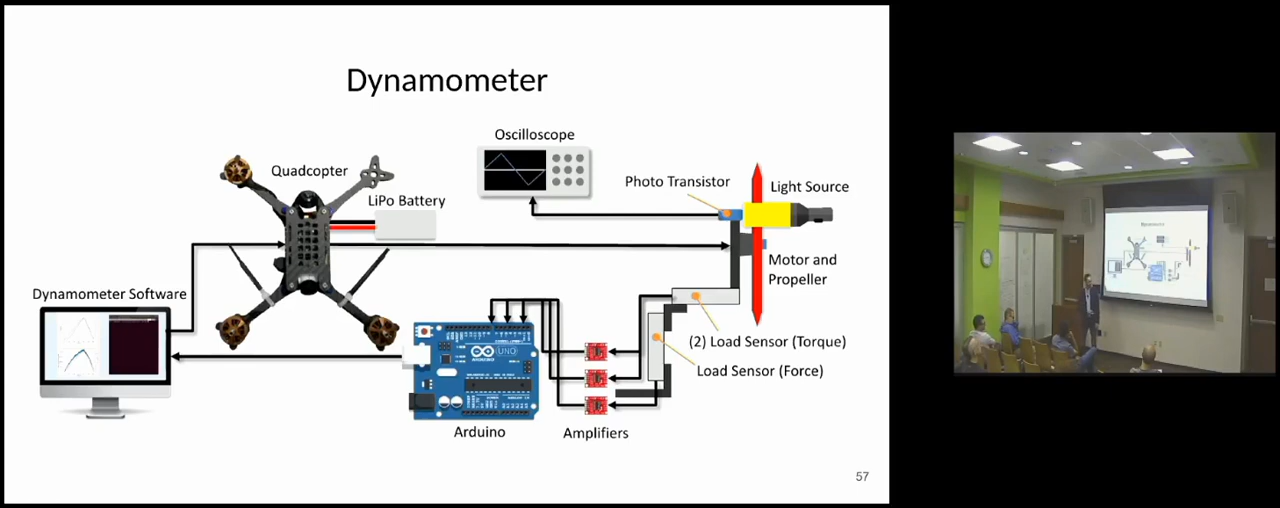 Dynamometer
Oscilloscope
Quadcopter
Photo Transistor
Light Source
LiPo Battery
Motor and
Propeller
Dynamometer Software
UNO
(2) Load Sensor (Torque)
Load Sensor (Force)
Arduino
Amplifiers
57